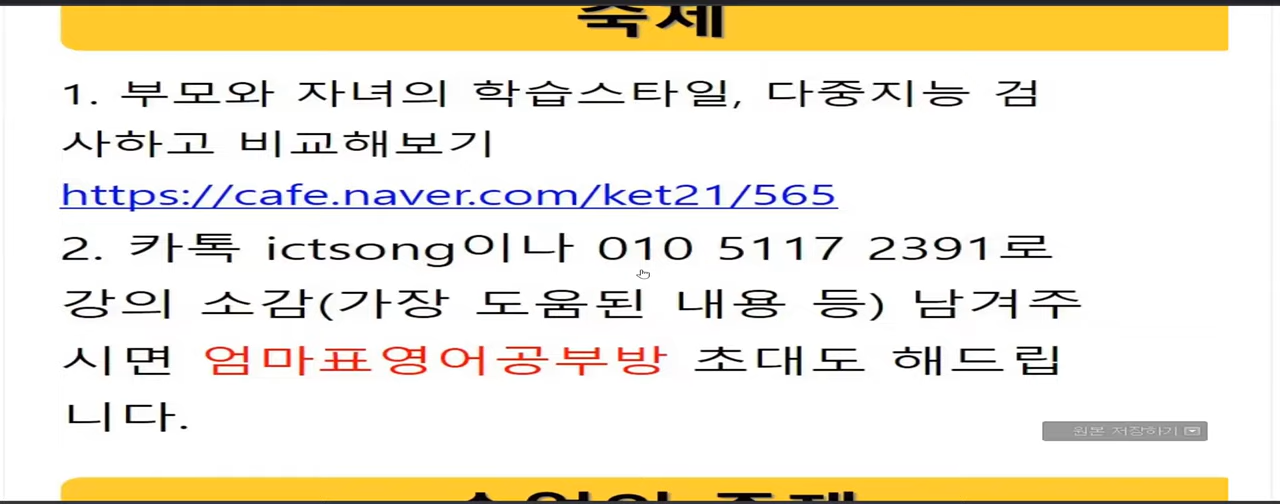 숙제
1. 부모와 자녀의 학습스타일, 다중지능 검
사하고 비교해보기
https://cafe.naver.com/ket21/565
2. 카톡 ictsong이나 010 5117 2391로
강의 소감(가장 도움된 내용 등) 남겨주
시면 엄마표영어공부방 초대도 해드립
니다.
원본 저장하기